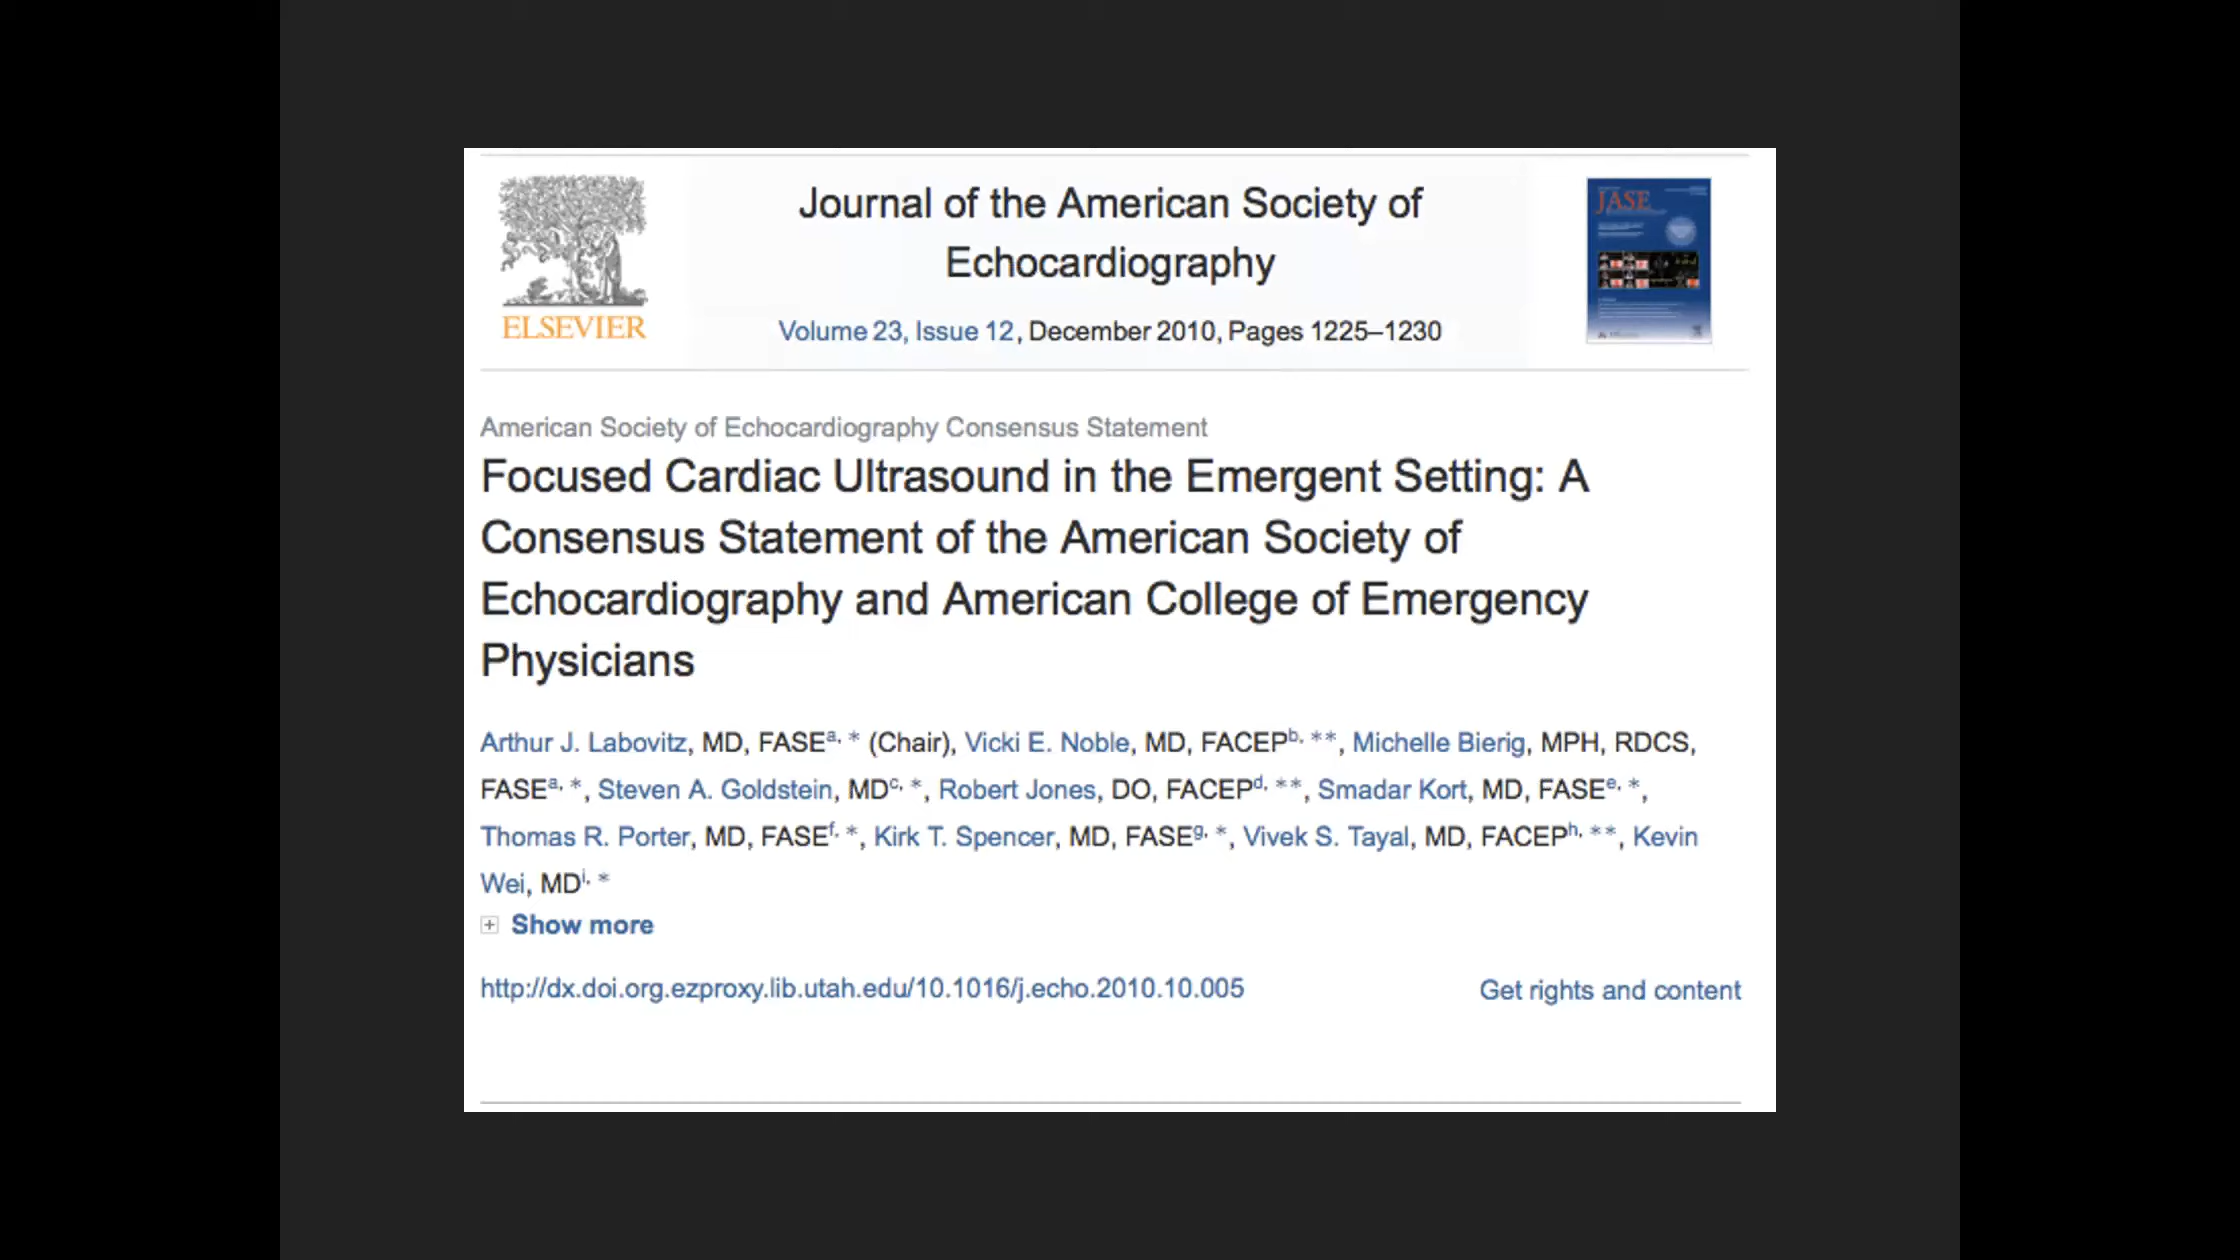 Journal of the American Society of
Echocardiography
Volume 23, Issue 12, December 2010, Pages 1225–1230
ELSEVIER
JASE
American Society of Echocardiography Consensus Statement
Focused Cardiac Ultrasound in the Emergent Setting: A
Consensus Statement of the American Society of
Echocardiography and American College of Emergency
Physicians
Arthur J. Labovitz, MD, FASEa, * (Chair), Vicki E. Noble, MD, FACEPb, **, Michelle Bierig, MPH, RDCS,
FASEa, *, Steven A. Goldstein, MDc, *, Robert Jones, DO, FACEPd, **, Smadar Kort, MD, FASEe, *,
Thomas R. Porter, MD, FASEf, *, Kirk T. Spencer, MD, FASEg, *, Vivek S. Tayal, MD, FACEPh, **, Kevin
Wei, MDi, *
Show more
http://dx.doi.org.ezproxy.lib.utah.edu/10.1016/j.echo.2010.10.005
Get rights and content